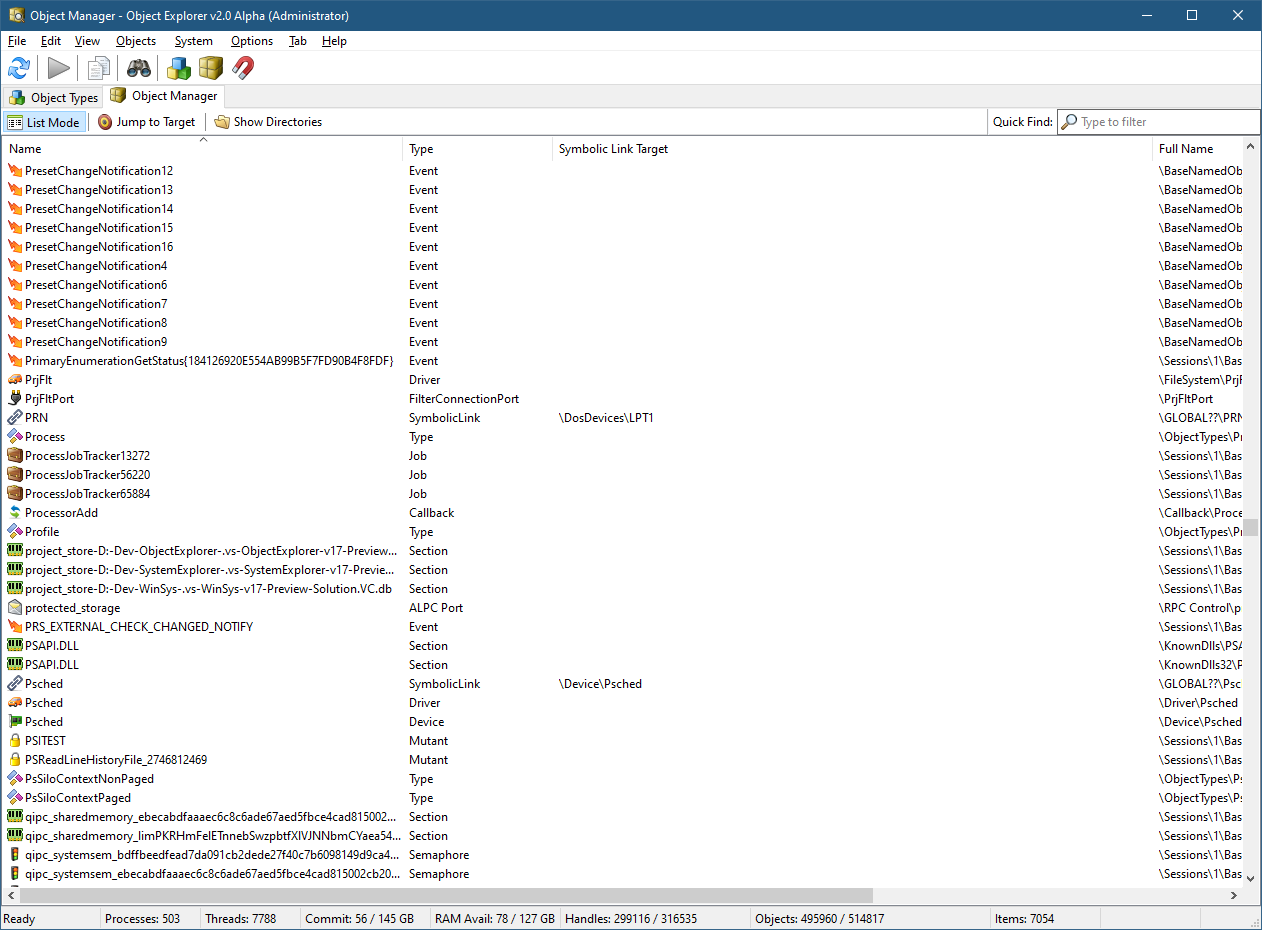 Object Manager - Object Explorer v2.0 Alpha (Administrator)
File Edit View Objects System Options Tab Help
Object Types Object Manager
List Mode Jump to Target Show Directories Quick Find: Type to filter
Name Type Symbolic Link Target Full Name
PresetChangeNotification12 Event \BaseNamedOb
PresetChangeNotification13 Event \BaseNamedOb
PresetChangeNotification14 Event \BaseNamedOb
PresetChangeNotification15 Event \BaseNamedOb
PresetChangeNotification16 Event \BaseNamedOb
PresetChangeNotification4 Event \BaseNamedOb
PresetChangeNotification6 Event \BaseNamedOb
PresetChangeNotification7 Event \BaseNamedOb
PresetChangeNotification8 Event \BaseNamedOb
PresetChangeNotification9 Event \BaseNamedOb
PrimaryEnumerationGetStatus{184126920E554AB99B5F7FD90B4F8FDF} Event \Sessions\1\Bas
PrjFlt Driver \FileSystem\PrjF
PrjFltPort FilterConnectionPort \PrjFltPort
PRN SymbolicLink \DosDevices\LPT1 \GLOBAL??\PRN
Process Type \ObjectTypes\Pr
ProcessJobTracker13272 Job \Sessions\1\Bas
ProcessJobTracker56220 Job \Sessions\1\Bas
ProcessJobTracker65884 Job \Sessions\1\Bas
ProcessorAdd Callback \Callback\Proce
Profile Type \ObjectTypes\Pr
project_store-D:-Dev-ObjectExplorer-.vs-ObjectExplorer-v17-Preview... Section \Sessions\1\Bas
project_store-D:-Dev-SystemExplorer-.vs-SystemExplorer-v17-Previe... Section \Sessions\1\Bas
project_store-D:-Dev-WinSys-.vs-WinSys-v17-Preview-Solution.VC.db Section \Sessions\1\Bas
protected_storage ALPC Port \RPC Control\p
PRS_EXTERNAL_CHECK_CHANGED_NOTIFY Event \Sessions\1\Bas
PSAPI.DLL Section \KnownDlls\PSA
PSAPI.DLL Section \KnownDlls32\P
Psched SymbolicLink \Device\Psched \GLOBAL??\Psc
Psched Driver \Driver\Psched
Psched Device \Device\Psched
PSITEST Mutant \Sessions\1\Bas
PSReadLineHistoryFile_2746812469 Mutant \Sessions\1\Bas
PsSiloContextNonPaged Type \ObjectTypes\Ps
PsSiloContextPaged Type \ObjectTypes\Ps
qipc_sharedmemory_ebecabdfaaaec6c8c6ade67aed5fbce4cad815002... Section \Sessions\1\Bas
qipc_sharedmemory_limPKRHmFelETnnebSwzpbtfXIVJNNbmCYaea54... Section \Sessions\1\Bas
qipc_systemsem_bdffbeedfead7da091cb2dede27f40c7b6098149d9ca4... Semaphore \Sessions\1\Bas
qipc_systemsem_ebecabdfaaaec6c8c6ade67aed5fbce4cad815002cb20... Semaphore \Sessions\1\Bas
Ready Processes: 503 Threads: 7788 Commit: 56 / 145 GB RAM Avail: 78 / 127 GB Handles: 299116 / 316535 Objects: 495960 / 514817 Items: 7054